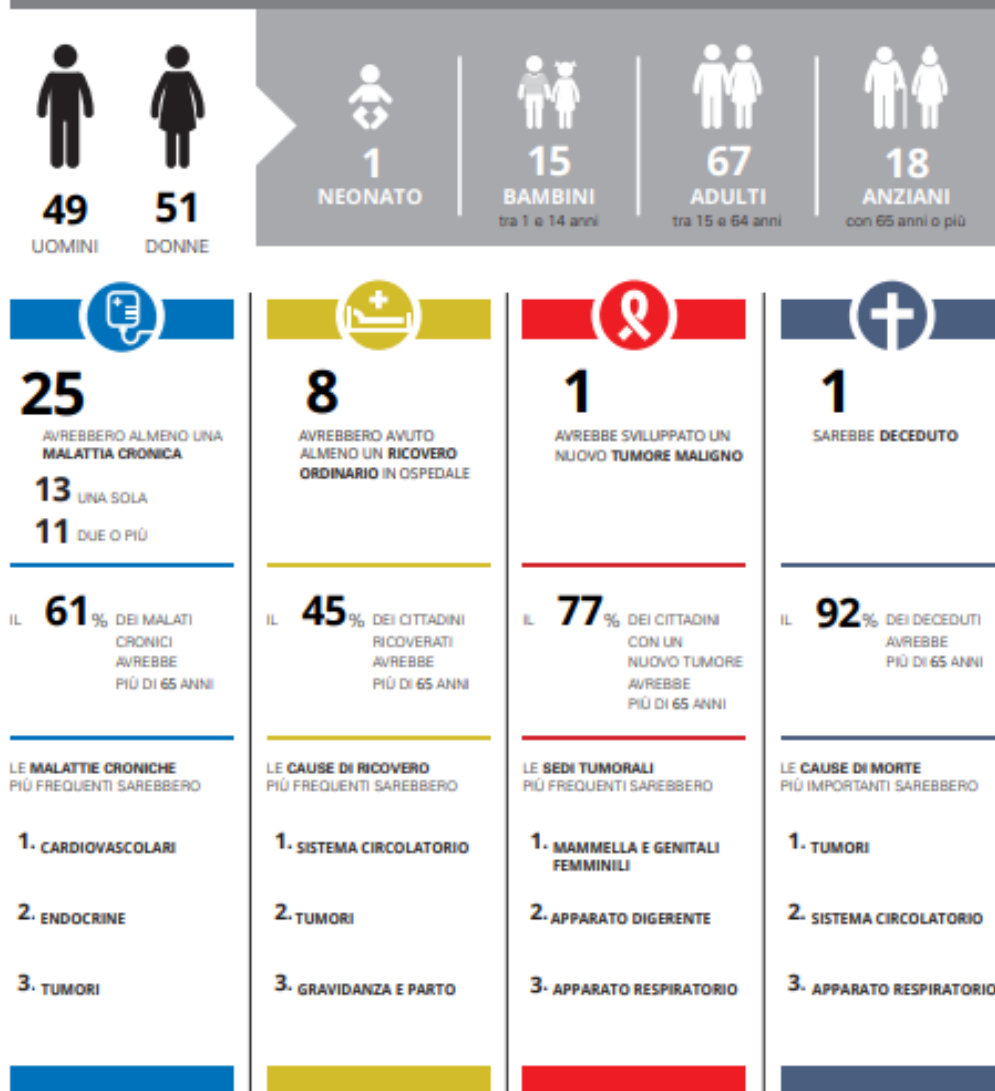 49
UOMINI
51
DONNE
1
NEONATO
15
BAMBINI
tra 1 e 14 anni
67
ADULTI
tra 15 e 64 anni
18
ANZIANI
con 65 anni o più
25
AVREBBERO ALMENO UNA
MALATTIA CRONICA
13 UNA SOLA
11 DUE O PIÙ
IL 61% DEI MALATI
CRONICI
AVREBBE
PIÙ DI 65 ANNI
LE MALATTIE CRONICHE
PIÙ FREQUENTI SAREBBERO
1. CARDIOVASCOLARI
2. ENDOCRINE
3. TUMORI
8
AVREBBERO AVUTO
ALMENO UN RICOVERO
ORDINARIO IN OSPEDALE
IL 45% DEI CITTADINI
RICOVERATI
AVREBBE
PIÙ DI 65 ANNI
LE CAUSE DI RICOVERO
PIÙ FREQUENTI SAREBBERO
1. SISTEMA CIRCOLATORIO
2. TUMORI
3. GRAVIDANZA E PARTO
1
AVREBBE SVILUPPATO UN
NUOVO TUMORE MALIGNO
IL 77% DEI CITTADINI
CON UN
NUOVO TUMORE
AVREBBE
PIÙ DI 65 ANNI
LE SEDI TUMORALI
PIÙ FREQUENTI SAREBBERO
1. MAMMELLA E GENITALI
FEMMINILI
2. APPARATO DIGERENTE
3. APPARATO RESPIRATORIO
1
SAREBBE DECEDUTO
IL 92% DEI DECEDUTI
AVREBBE
PIÙ DI 65 ANNI
LE CAUSE DI MORTE
PIÙ IMPORTANTI SAREBBERO
1. TUMORI
2. SISTEMA CIRCOLATORIO
3. APPARATO RESPIRATORIO